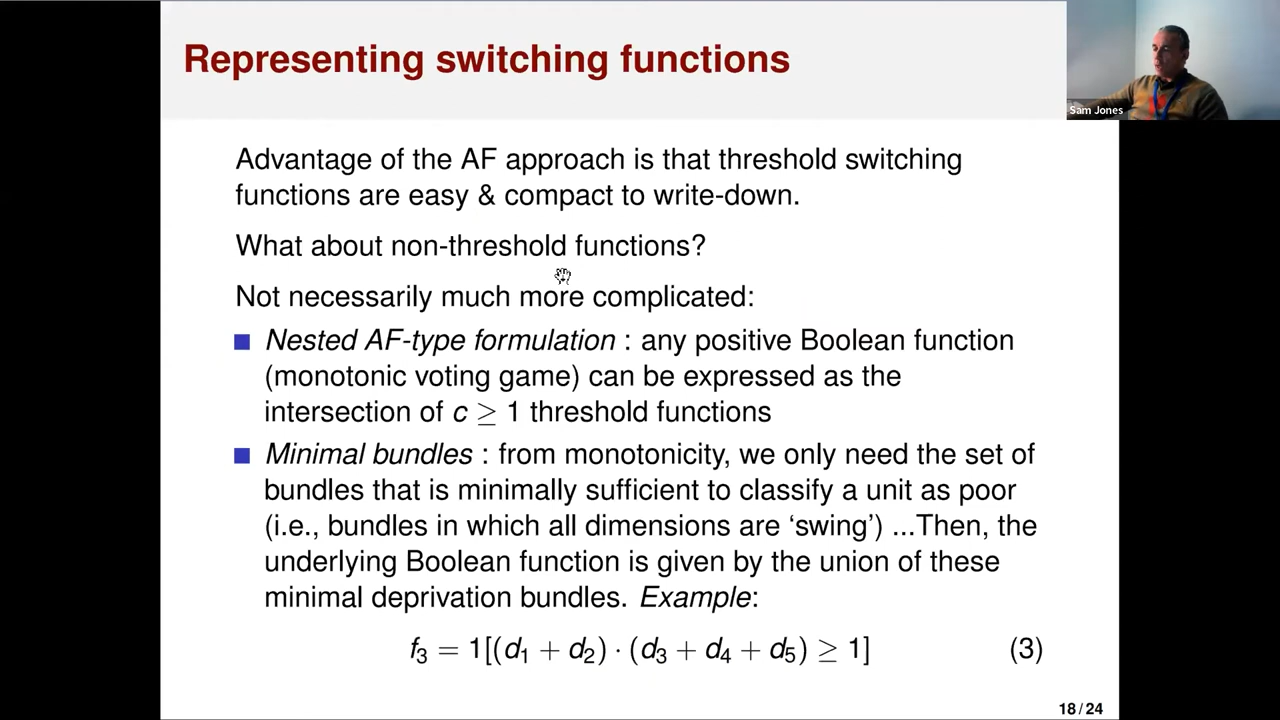 Representing switching functions
Sam Jones
Advantage of the AF approach is that threshold switching
functions are easy & compact to write-down.
What about non-threshold functions?
Not necessarily much more complicated:
Nested AF-type formulation : any positive Boolean function
(monotonic voting game) can be expressed as the
intersection of c ≥ 1 threshold functions
Minimal bundles : from monotonicity, we only need the set of
bundles that is minimally sufficient to classify a unit as poor
(i.e., bundles in which all dimensions are ‘swing’) ...Then, the
underlying Boolean function is given by the union of these
minimal deprivation bundles. Example:
f₃ = 1[(d₁ + d₂) · (d₃ + d₄ + d₅) ≥ 1] (3)
18 / 24